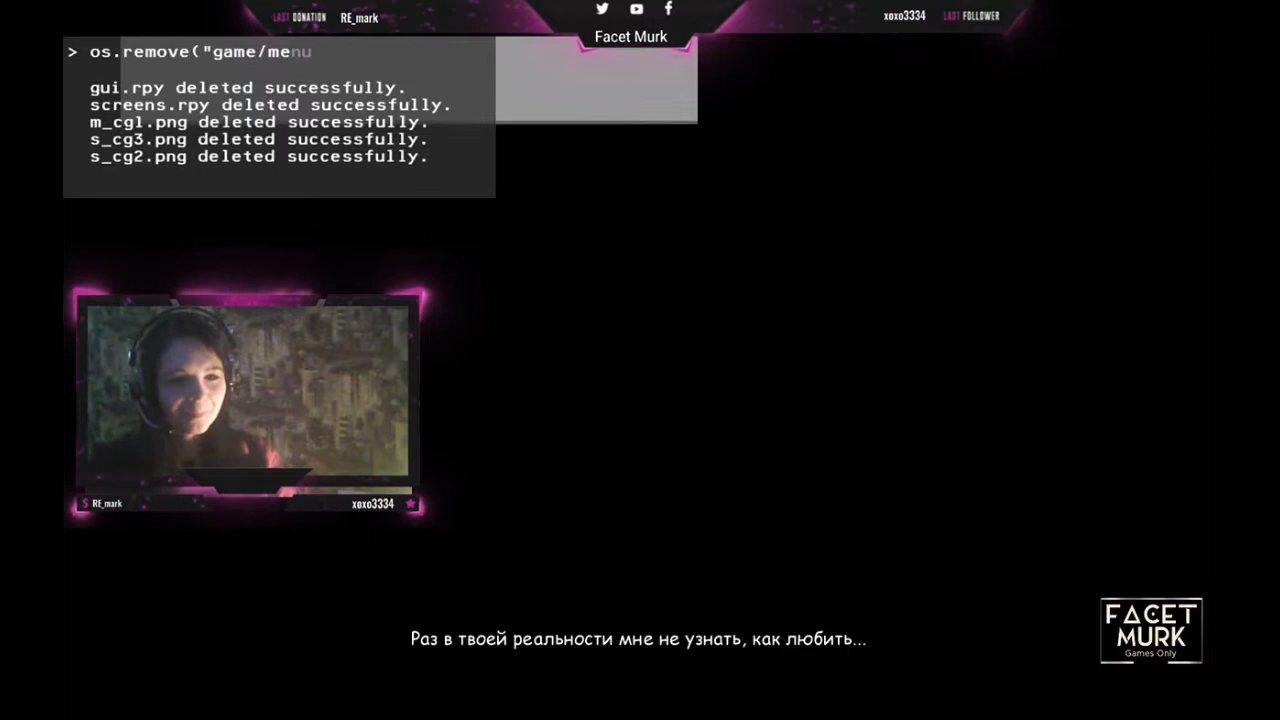 LAST DONATION RE_mark
xoxo3334 LAST FOLLOWER
Facet Murk
> os.remove("game/menu
gui.rpy deleted successfully.
screens.rpy deleted successfully.
m_cg1.png deleted successfully.
s_cg3.png deleted successfully.
s_cg2.png deleted successfully.
$ RE_mark
xoxo3334
Раз в твоей реальности мне не узнать, как любить...
FACET
MURK
Games Only